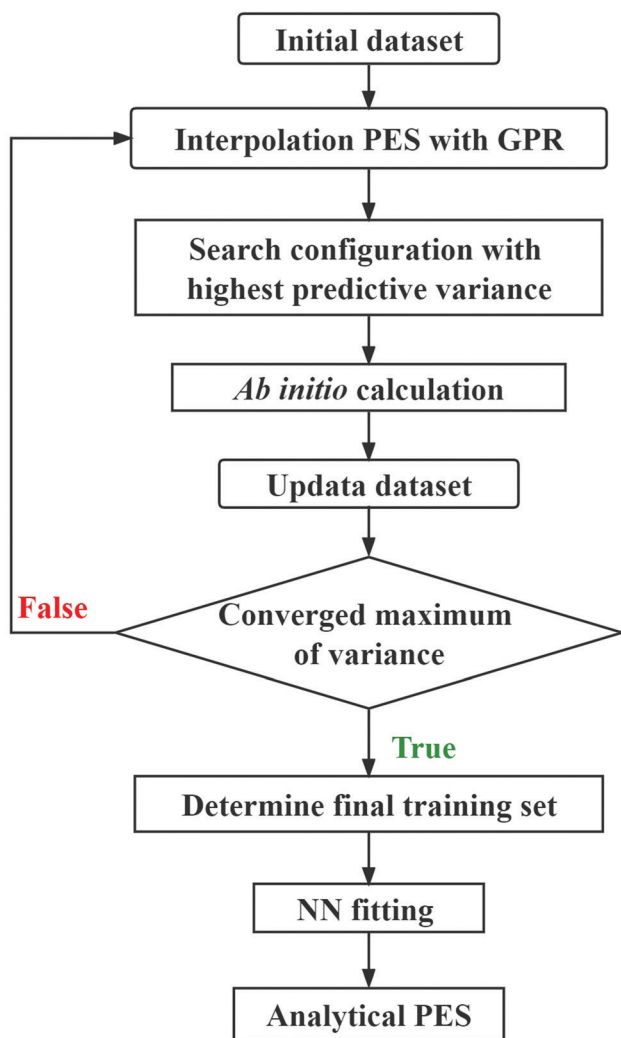 Initial dataset
Interpolation PES with GPR
Search configuration with
highest predictive variance
Ab initio calculation
Updata dataset
False
Converged maximum
of variance
True
Determine final training set
NN fitting
Analytical PES